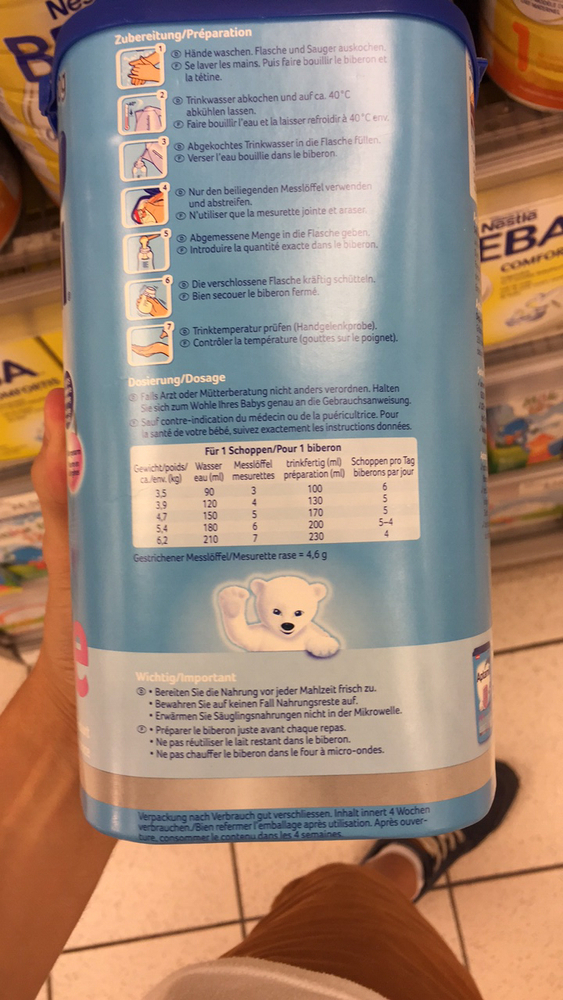 Nes
B
1
Zubereitung/Préparation
1
D Hände waschen. Flasche und Sauger auskochen.
F Se laver les mains. Puis faire bouillir le biberon et
la tétine.
2
D Trinkwasser abkochen und auf ca. 40°C
abkühlen lassen.
F Faire bouillir l'eau et la laisser refroidir à 40°C env.
3
D Abgekochtes Trinkwasser in die Flasche füllen.
F Verser l'eau bouillie dans le biberon.
4
D Nur den beiliegenden Messlöffel verwenden
und abstreifen.
F N'utiliser que la mesurette jointe et araser.
5
D Abgemessene Menge in die Flasche geben.
F Introduire la quantité exacte dans le biberon.
6
D Die verschlossene Flasche kräftig schütteln.
F Bien secouer le biberon fermé.
7
D Trinktemperatur prüfen (Handgelenkprobe).
F Contrôler la température (gouttes sur le poignet).
Nestlé
EBA
COMFOR
A
Dosierung/Dosage
D Falls Arzt oder Mütterberatung nicht anders verordnen. Halten
Sie sich zum Wohle Ihres Babys genau an die Gebrauchsanweisung.
F Sauf contre-indication du médecin ou de la puéricultrice. Pour
la santé de votre bébé, suivez exactement les instructions données.
Für 1 Schoppen/Pour 1 biberon
Gewicht/poids/ Wasser Messlöffel trinkfertig (ml) Schoppen pro Tag
ca./env. (kg) eau (ml) mesurettes préparation (ml) biberons par jour
3,5 90 3 100 6
3,9 120 4 130 5
4,7 150 5 170 5
5,4 180 6 200 5-4
6,2 210 7 230 4
Gestrichener Messlöffel/Mesurette rase = 4,6 g
e
Wichtig/Important
D • Bereiten Sie die Nahrung vor jeder Mahlzeit frisch zu.
• Bewahren Sie auf keinen Fall Nahrungsreste auf.
• Erwärmen Sie Säuglingsnahrungen nicht in der Mikrowelle.
F • Préparer le biberon juste avant chaque repas.
• Ne pas réutiliser le lait restant dans le biberon.
• Ne pas chauffer le biberon dans le four à micro-ondes.
Verpackung nach Verbrauch gut verschliessen. Inhalt innert 4 Wochen
verbrauchen./Bien refermer l'emballage après utilisation. Après ouver-
ture, consommer le contenu dans les 4 semaines.